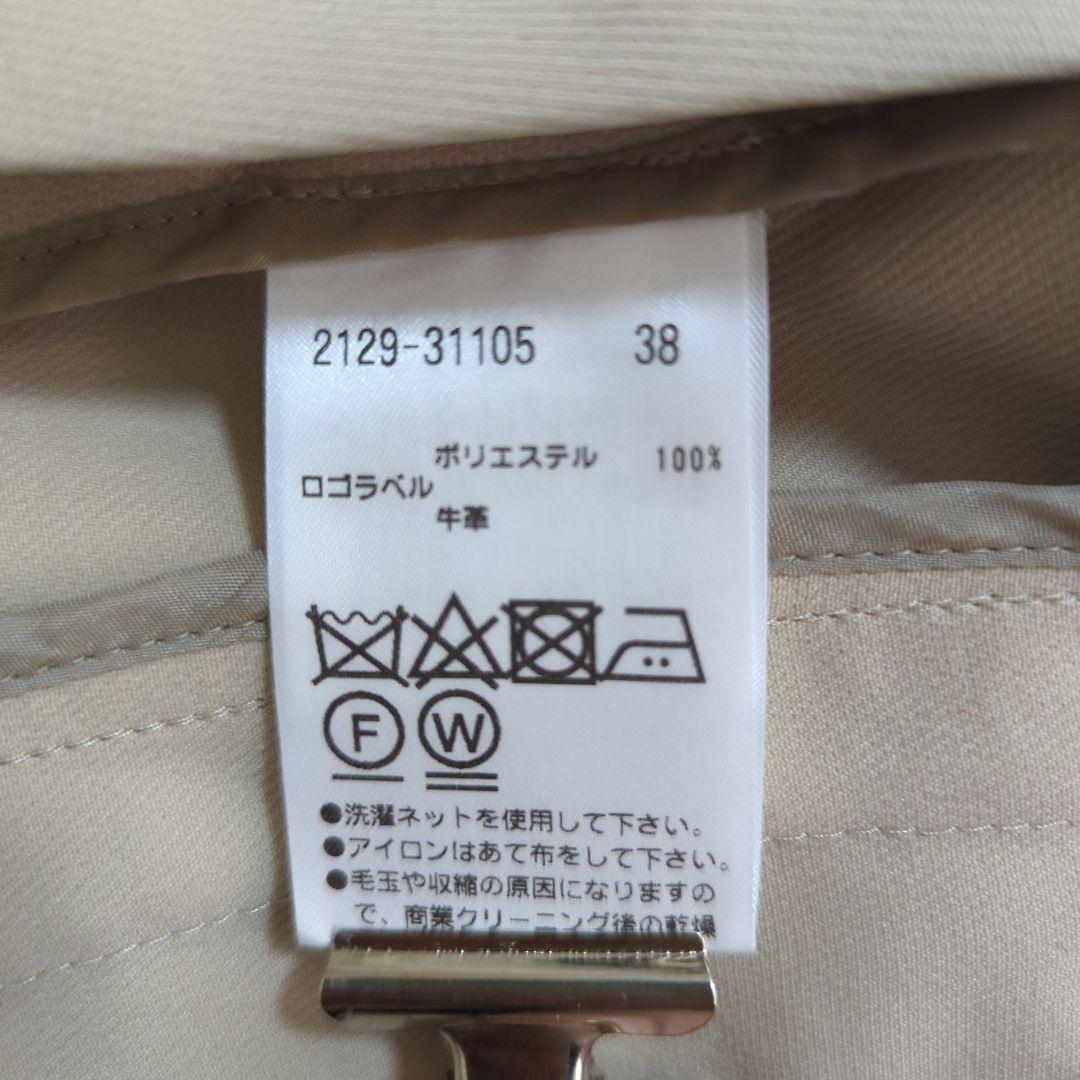 2129-31105 38
ポリエステル 100%
ロゴラベル
牛革
F W
●洗濯ネットを使用して下さい。
●アイロンはあて布をして下さい。
●毛玉や収縮の原因になりますの
で、商業クリーニング後の乾燥